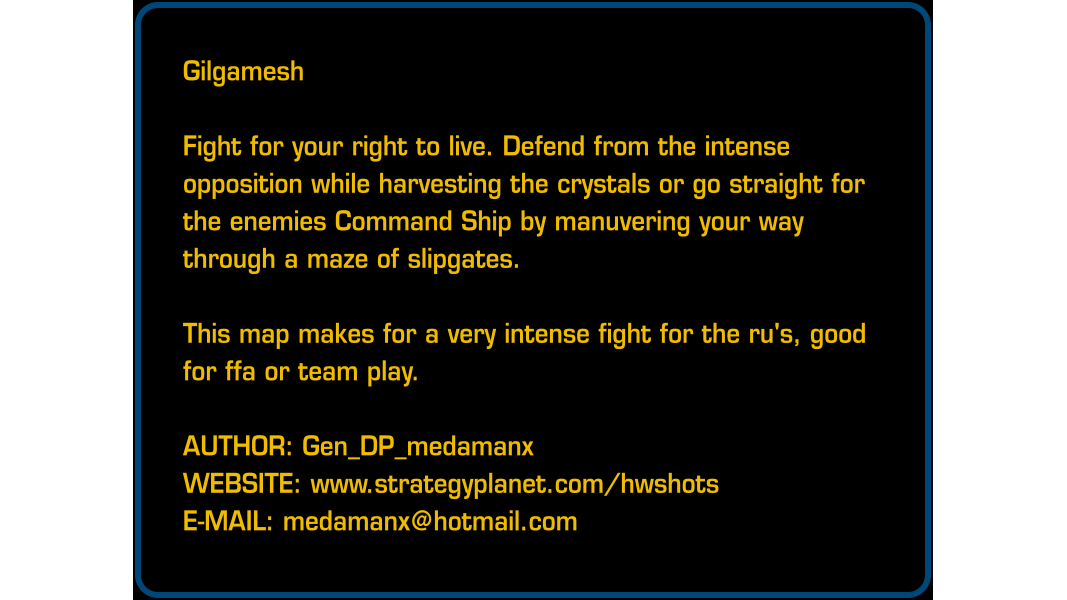 Gilgamesh
Fight for your right to live. Defend from the intense
opposition while harvesting the crystals or go straight for
the enemies Command Ship by manuvering your way
through a maze of slipgates.
This map makes for a very intense fight for the ru's, good
for ffa or team play.
AUTHOR: Gen_DP_medamanx
WEBSITE: www.strategyplanet.com/hwshots
E-MAIL: medamanx@hotmail.com